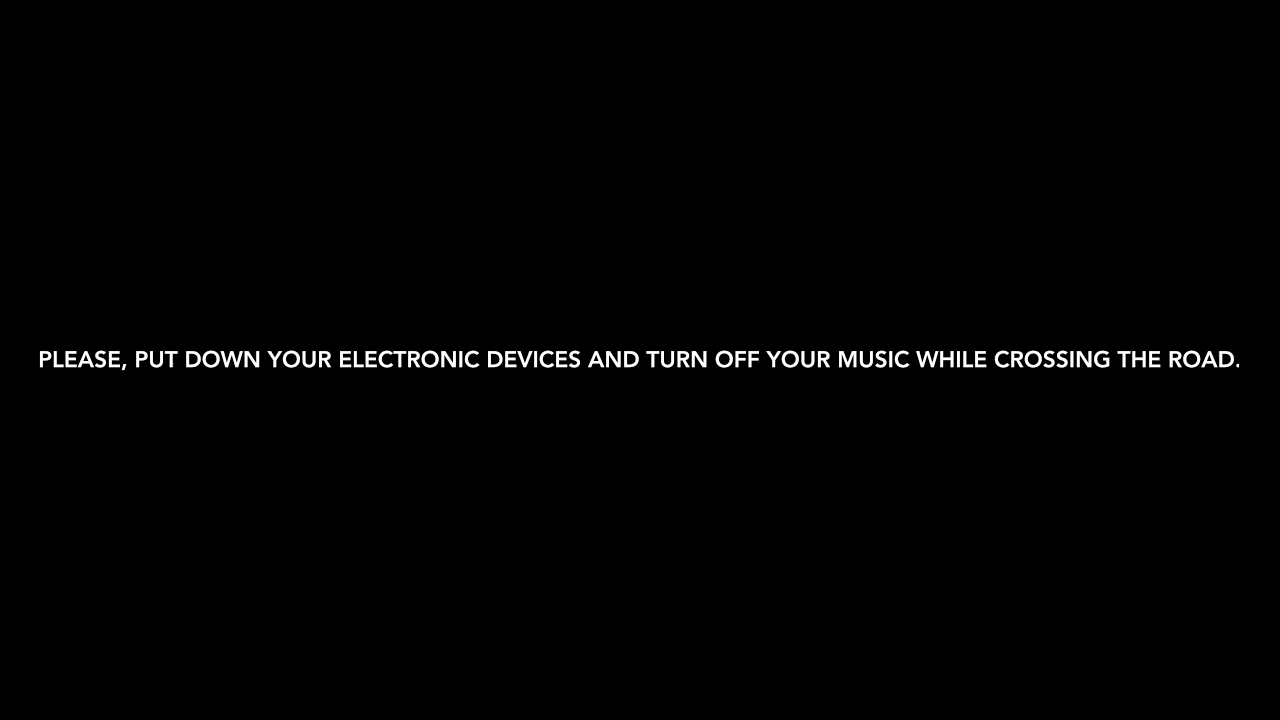 PLEASE, PUT DOWN YOUR ELECTRONIC DEVICES AND TURN OFF YOUR MUSIC WHILE CROSSING THE ROAD.